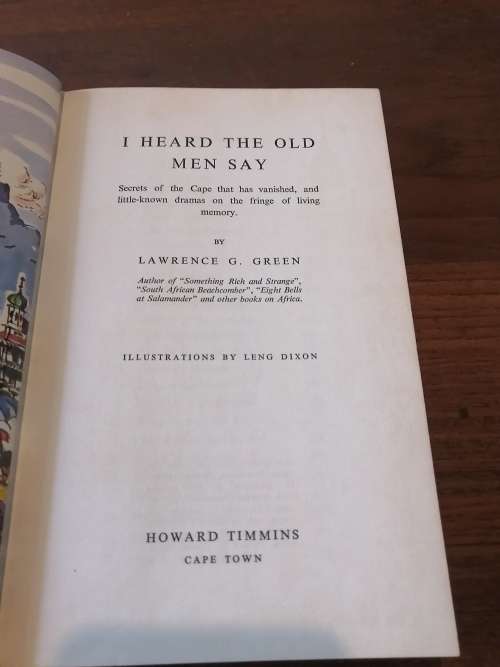 I HEARD THE OLD
MEN SAY
Secrets of the Cape that has vanished, and
little-known dramas on the fringe of living
memory.
BY
LAWRENCE G. GREEN
Author of "Something Rich and Strange",
"South African Beachcomber", "Eight Bells
at Salamander" and other books on Africa.
ILLUSTRATIONS BY LENG DIXON
HOWARD TIMMINS
CAPE TOWN